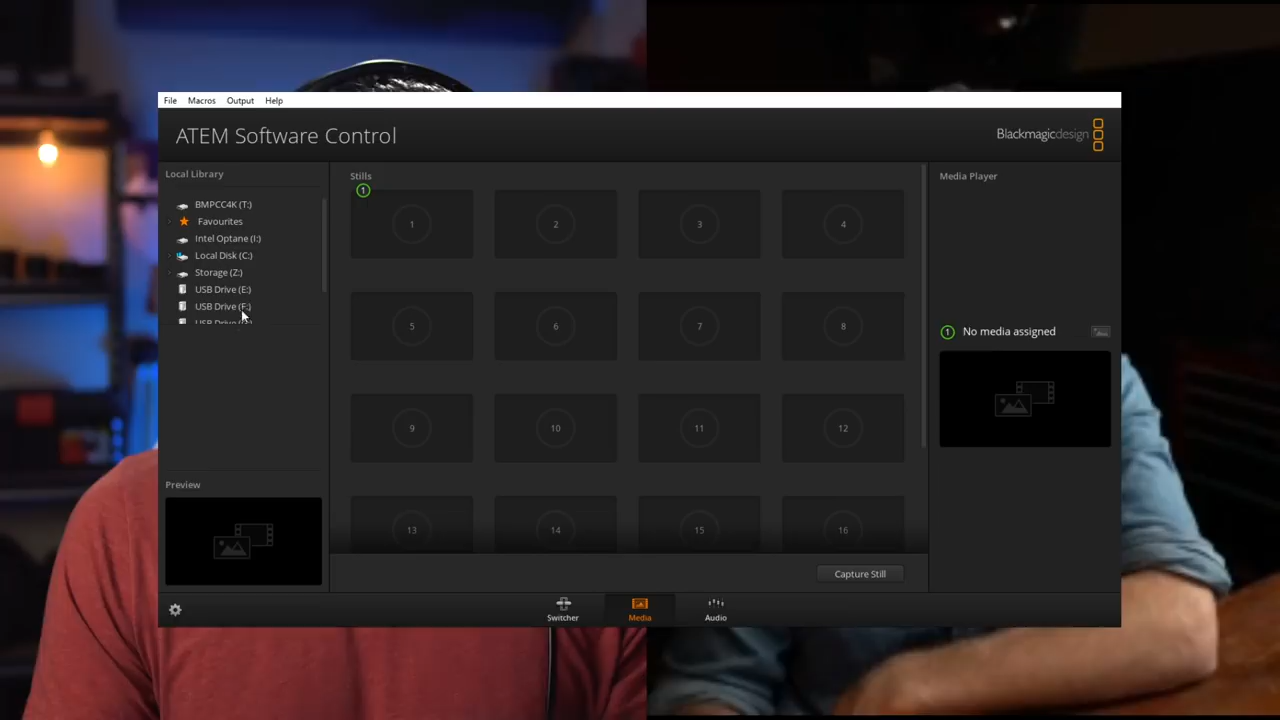 File Macros Output Help
ATEM Software Control
Blackmagicdesign
Local Library
BMPCC4K (T:)
Favourites
Intel Optane (I:)
Local Disk (C:)
Storage (Z:)
USB Drive (E:)
USB Drive (F:)
USB Drive
Stills
1
1 2 3 4
5 6 7 8
9 10 11 12
13 14 15 16
Capture Still
Media Player
1 No media assigned
Preview
Switcher Media Audio